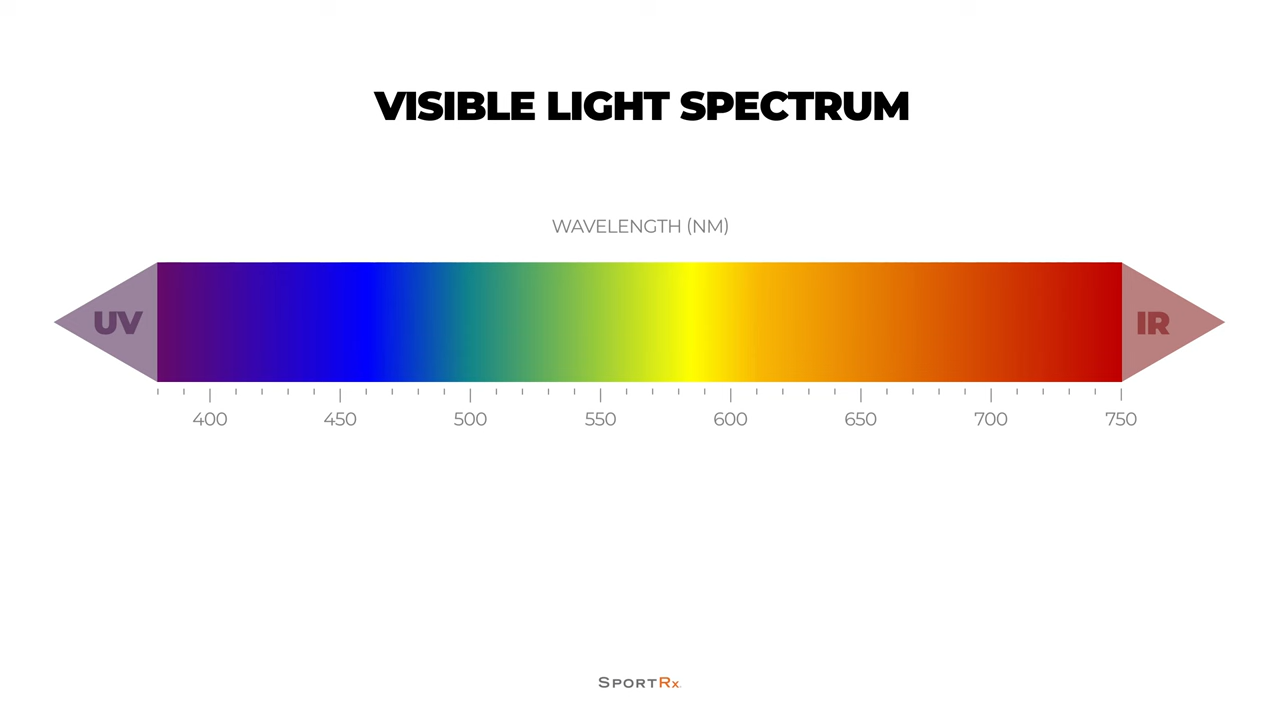 VISIBLE LIGHT SPECTRUM
WAVELENGTH (NM)
UV
IR
400 450 500 550 600 650 700 750
SPORTRx